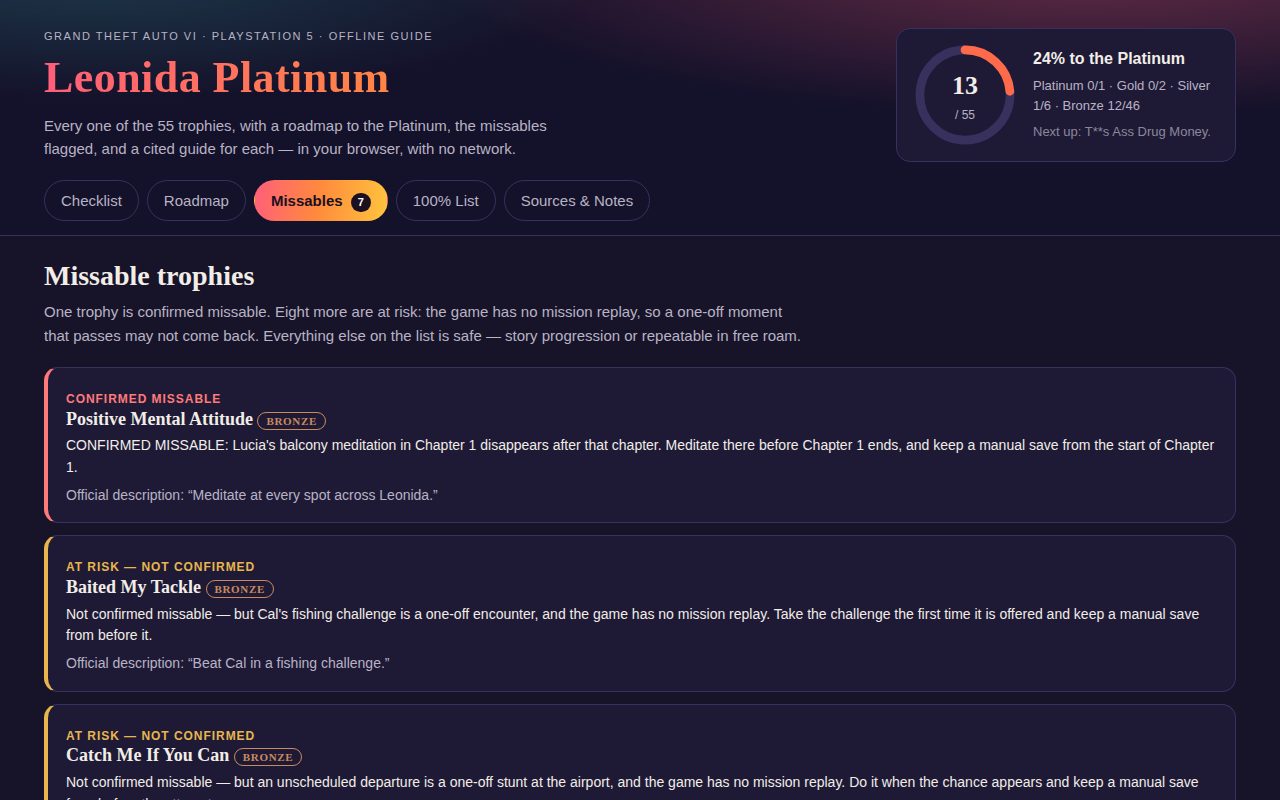 GRAND THEFT AUTO VI · PLAYSTATION 5 · OFFLINE GUIDE
Leonida Platinum
Every one of the 55 trophies, with a roadmap to the Platinum, the missables
flagged, and a cited guide for each — in your browser, with no network.
13
/ 55
24% to the Platinum
Platinum 0/1 · Gold 0/2 · Silver
1/6 · Bronze 12/46
Next up: T**s Ass Drug Money.
Checklist
Roadmap
Missables 7
100% List
Sources & Notes
Missable trophies
One trophy is confirmed missable. Eight more are at risk: the game has no mission replay, so a one-off moment
that passes may not come back. Everything else on the list is safe — story progression or repeatable in free roam.
CONFIRMED MISSABLE
Positive Mental Attitude BRONZE
CONFIRMED MISSABLE: Lucia's balcony meditation in Chapter 1 disappears after that chapter. Meditate there before Chapter 1 ends, and keep a manual save from the start of Chapter
1.
Official description: “Meditate at every spot across Leonida.”
AT RISK — NOT CONFIRMED
Baited My Tackle BRONZE
Not confirmed missable — but Cal's fishing challenge is a one-off encounter, and the game has no mission replay. Take the challenge the first time it is offered and keep a manual save
from before it.
Official description: “Beat Cal in a fishing challenge.”
AT RISK — NOT CONFIRMED
Catch Me If You Can BRONZE
Not confirmed missable — but an unscheduled departure is a one-off stunt at the airport, and the game has no mission replay. Do it when the chance appears and keep a manual save